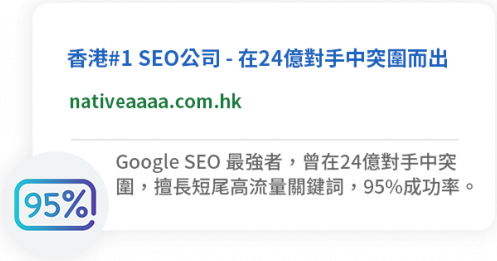 香港#1 SEO公司 - 在24億對手中突圍而出
nativeaaaa.com.hk
Google SEO 最強者，曾在24億對手中突
圍，擅長短尾高流量關鍵詞，95%成功率。
95%